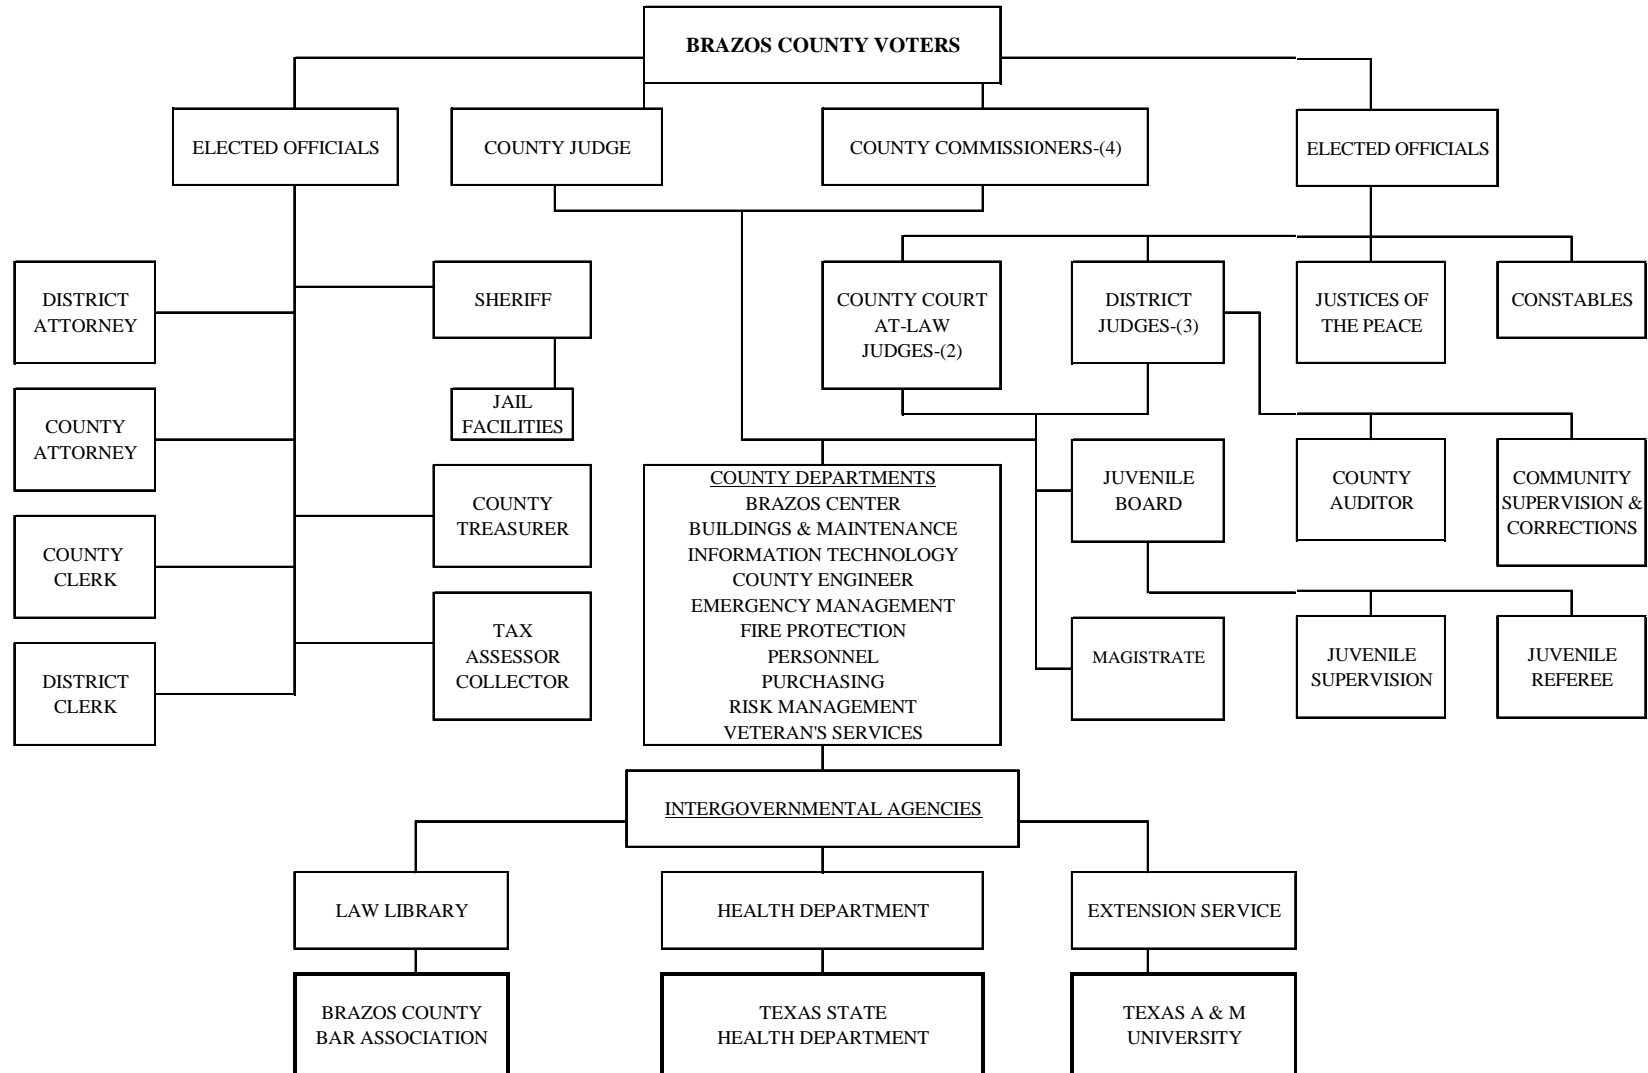 BRAZOS COUNTY VOTERS
ELECTED OFFICIALS
COUNTY JUDGE
COUNTY COMMISSIONERS-(4)
ELECTED OFFICIALS
DISTRICT
ATTORNEY
SHERIFF
COUNTY COURT
AT-LAW
JUDGES-(2)
DISTRICT
JUDGES-(3)
JUSTICES OF
THE PEACE
CONSTABLES
COUNTY
ATTORNEY
JAIL
FACILITIES
COUNTY
TREASURER
COUNTY DEPARTMENTS
BRAZOS CENTER
BUILDINGS & MAINTENANCE
INFORMATION TECHNOLOGY
COUNTY ENGINEER
EMERGENCY MANAGEMENT
FIRE PROTECTION
PERSONNEL
PURCHASING
RISK MANAGEMENT
VETERAN'S SERVICES
JUVENILE
BOARD
COUNTY
AUDITOR
COMMUNITY
SUPERVISION &
CORRECTIONS
COUNTY
CLERK
TAX
ASSESSOR
COLLECTOR
MAGISTRATE
JUVENILE
SUPERVISION
JUVENILE
REFEREE
DISTRICT
CLERK
INTERGOVERNMENTAL AGENCIES
LAW LIBRARY
HEALTH DEPARTMENT
EXTENSION SERVICE
BRAZOS COUNTY
BAR ASSOCIATION
TEXAS STATE
HEALTH DEPARTMENT
TEXAS A & M
UNIVERSITY